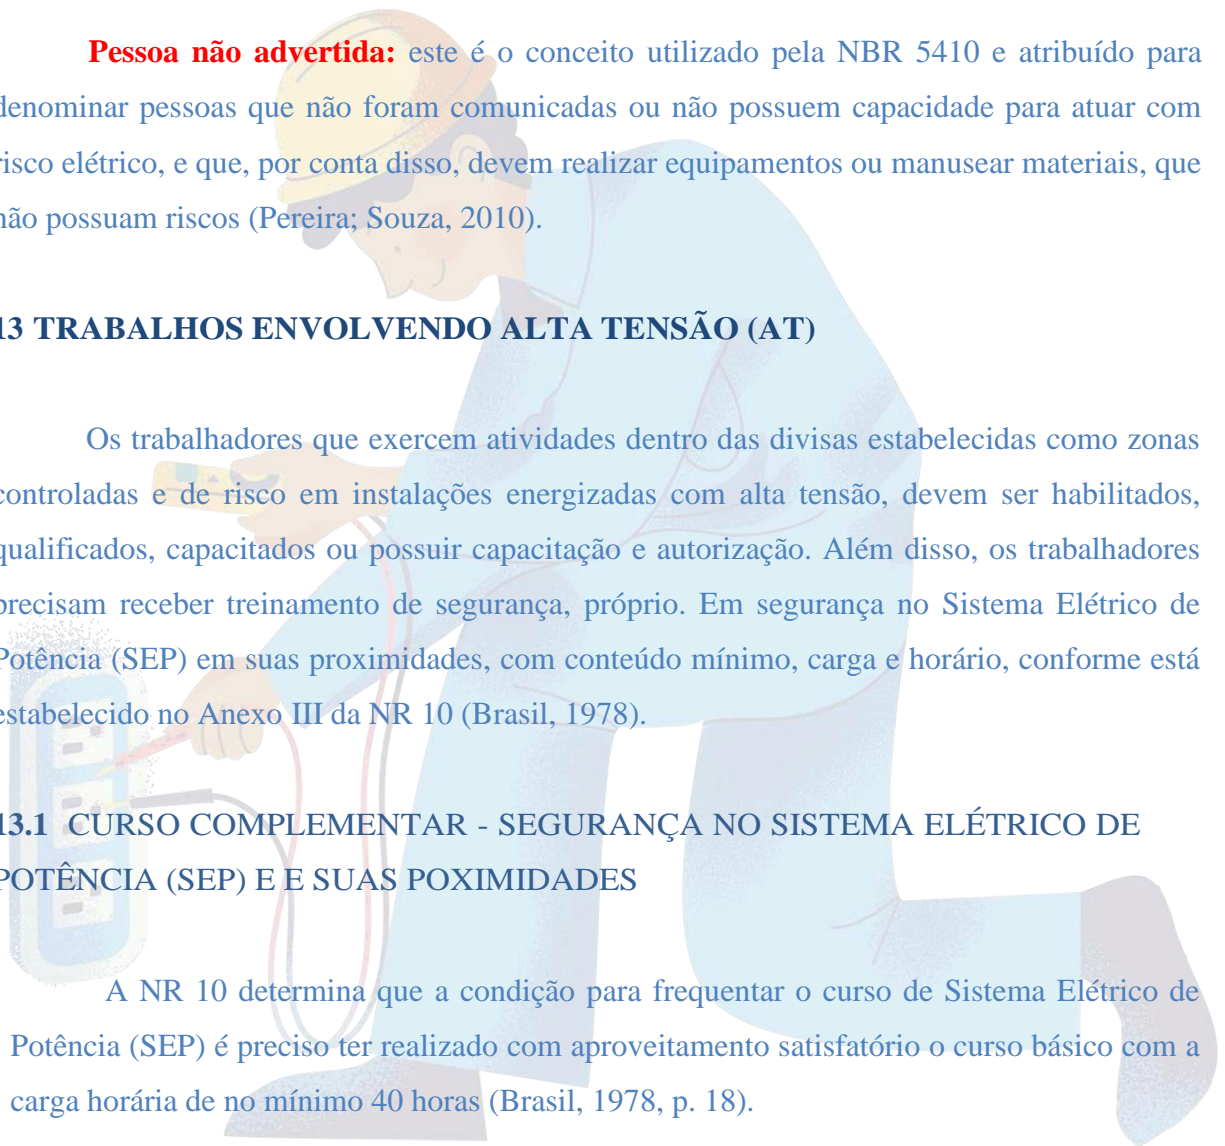 Pessoa não advertida: este é o conceito utilizado pela NBR 5410 e atribuído para
denominar pessoas que não foram comunicadas ou não possuem capacidade para atuar com
risco elétrico, e que, por conta disso, devem realizar equipamentos ou manusear materiais, que
não possuam riscos (Pereira; Souza, 2010).
13 TRABALHOS ENVOLVENDO ALTA TENSÃO (AT)
Os trabalhadores que exercem atividades dentro das divisas estabelecidas como zonas
controladas e de risco em instalações energizadas com alta tensão, devem ser habilitados,
qualificados, capacitados ou possuir capacitação e autorização. Além disso, os trabalhadores
precisam receber treinamento de segurança, próprio. Em segurança no Sistema Elétrico de
Potência (SEP) em suas proximidades, com conteúdo mínimo, carga e horário, conforme está
estabelecido no Anexo III da NR 10 (Brasil, 1978).
13.1 CURSO COMPLEMENTAR - SEGURANÇA NO SISTEMA ELÉTRICO DE
POTÊNCIA (SEP) E E SUAS POXIMIDADES
A NR 10 determina que a condição para frequentar o curso de Sistema Elétrico de
Potência (SEP) é preciso ter realizado com aproveitamento satisfatório o curso básico com a
carga horária de no mínimo 40 horas (Brasil, 1978, p. 18).